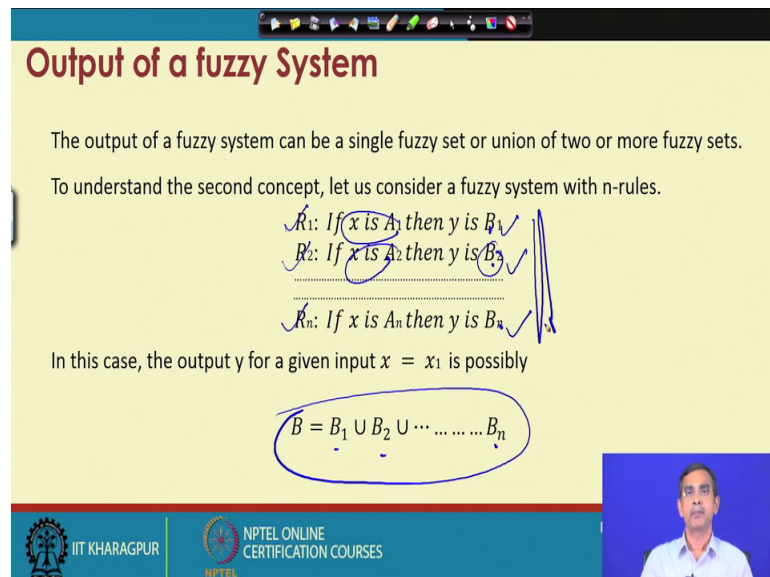 Output of a fuzzy System
The output of a fuzzy system can be a single fuzzy set or union of two or more fuzzy sets.
To understand the second concept, let us consider a fuzzy system with n-rules.
R1: If x is A1 then y is B1
R2: If x is A2 then y is B2
................................................................
................................................................
Rn: If x is An then y is Bn
In this case, the output y for a given input x = x1 is possibly
B = B1 ∪ B2 ∪ ⋯ … … … Bn
IIT KHARAGPUR
NPTEL ONLINE
CERTIFICATION COURSES
NPTEL